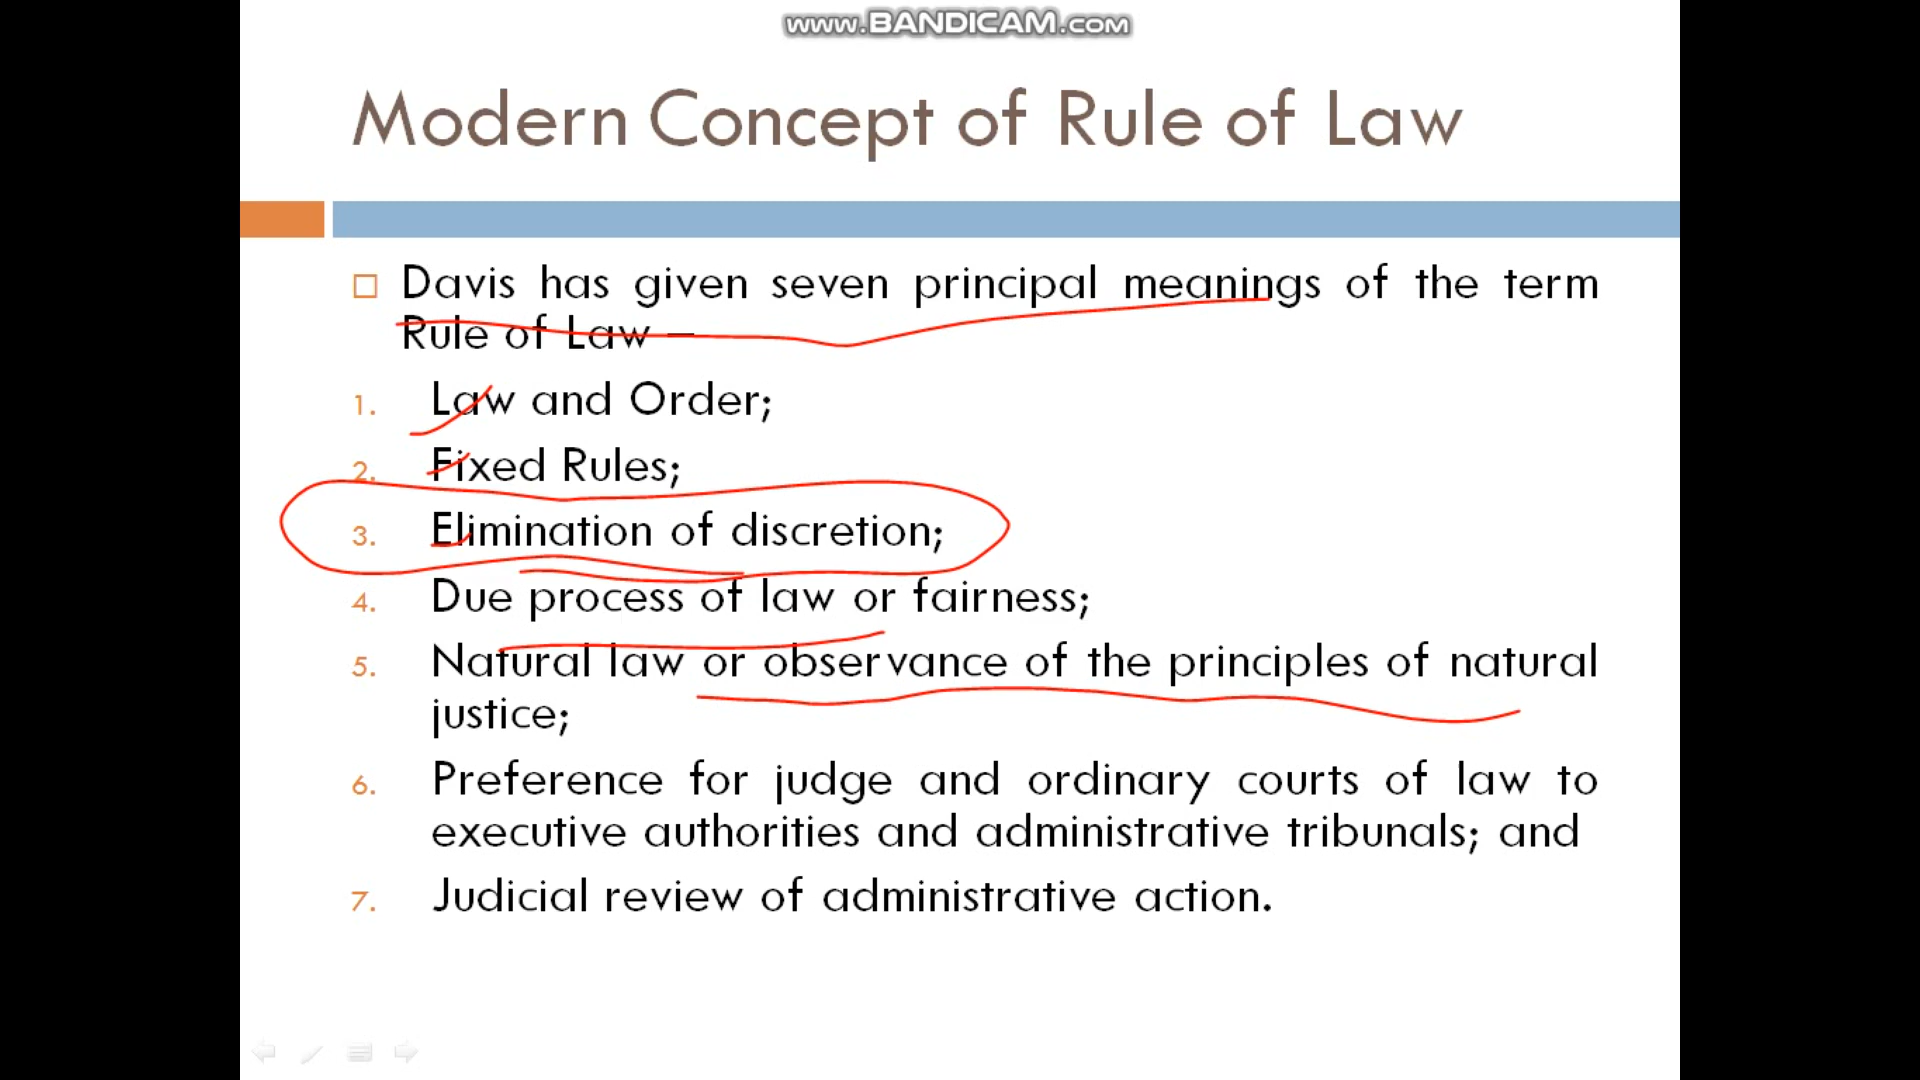 www.BANDICAM.com
Modern Concept of Rule of Law
Davis has given seven principal meanings of the term
Rule of Law –
1. Law and Order;
2. Fixed Rules;
3. Elimination of discretion;
4. Due process of law or fairness;
5. Natural law or observance of the principles of natural
justice;
6. Preference for judge and ordinary courts of law to
executive authorities and administrative tribunals; and
7. Judicial review of administrative action.